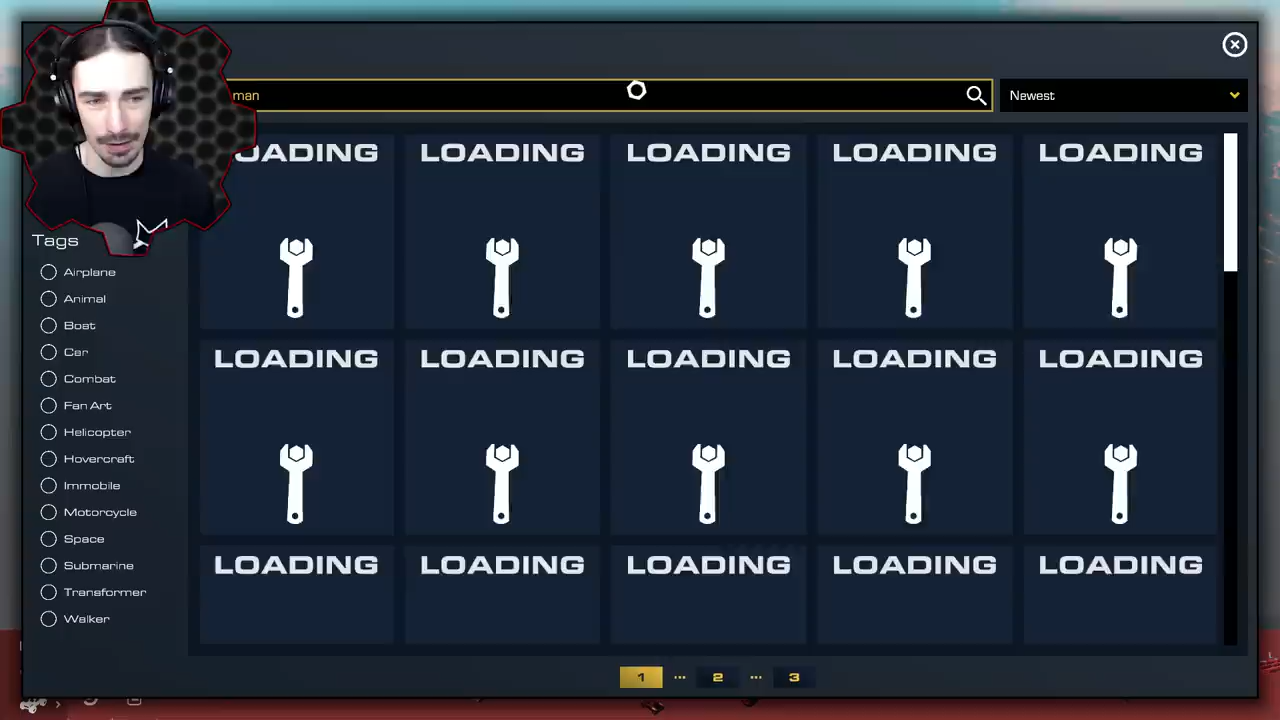 man
Newest
LOADING LOADING LOADING LOADING
Tags
Airplane
Animal
Boat
Car
Combat
Fan Art
Helicopter
Hovercraft
Immobile
Motorcycle
Space
Submarine
Transformer
Walker
LOADING LOADING LOADING LOADING LOADING
LOADING LOADING LOADING LOADING LOADING
1 ... 2 ... 3